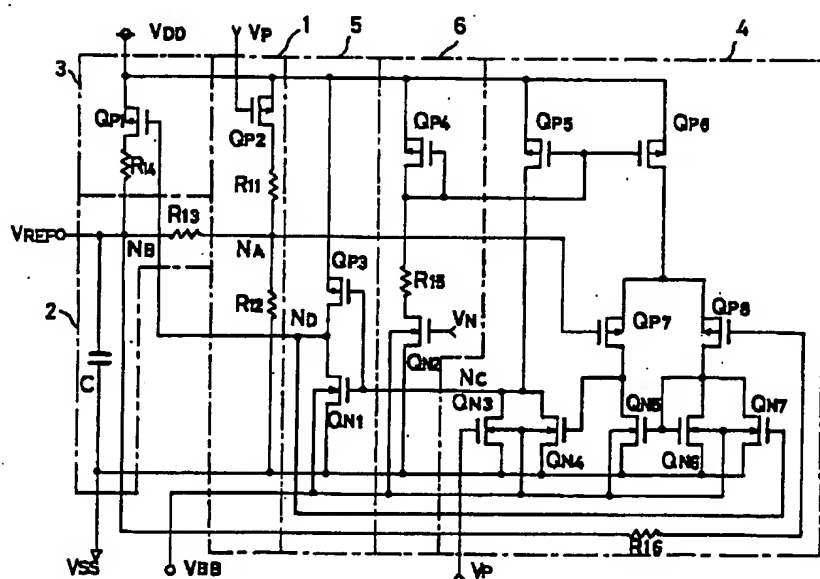 VDD VP 1 5 6 4
3
QP1 QP2 QP4 QP5 QP6
R14 R11
R13
VREF NB NA
QP3 R15
R12
2 ND VN QP7 QP8
QN2
C NC
QN1 QN3 QN5 QN7
QN4 QN6
R16
VSS VBB VP